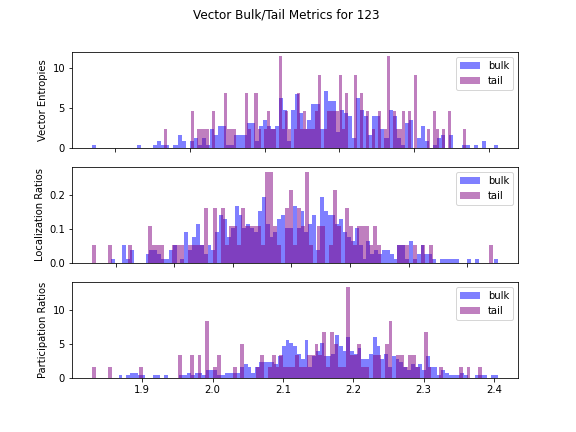 Vector Bulk/Tail Metrics for 123
Vector Entropies
10
5
0
bulk
tail
Localization Ratios
0.2
0.1
0.0
bulk
tail
Participation Ratios
10
5
0
bulk
tail
1.9 2.0 2.1 2.2 2.3 2.4